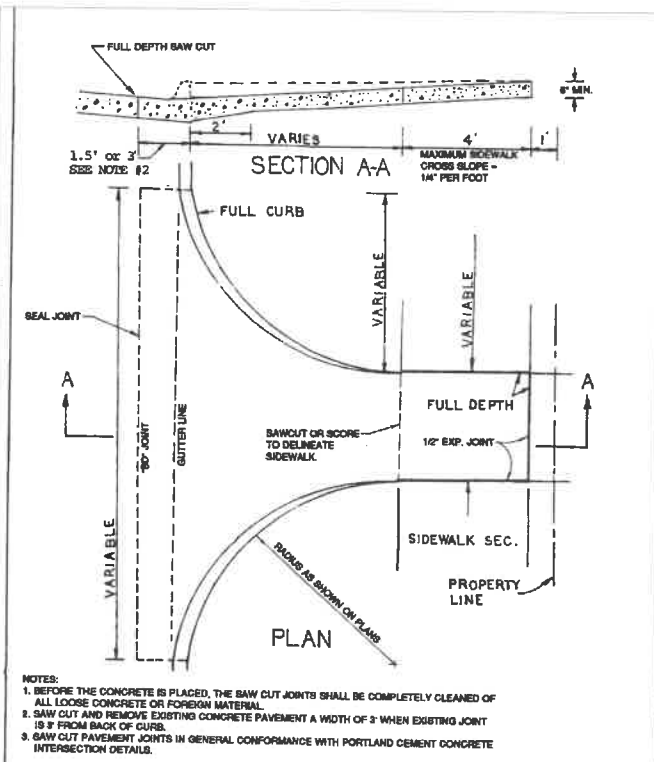 FULL DEPTH SAW CUT
6" MIN.
2'
VARIES
4'
1'
1.5' or 3'
SEE NOTE #2
SECTION A-A
MAXIMUM SIDEWALK
CROSS SLOPE =
1/4" PER FOOT
FULL CURB
VARIABLE
VARIABLE
SEAL JOINT
A
A
FULL DEPTH
"BD" JOINT
GUTTER LINE
SAWCUT OR SCORE
TO DELINEATE
SIDEWALK.
1/2" EXP. JOINT
VARIABLE
SIDEWALK SEC.
RADIUS AS SHOWN ON PLANS
PROPERTY
LINE
PLAN
NOTES:
1. BEFORE THE CONCRETE IS PLACED, THE SAW CUT JOINTS SHALL BE COMPLETELY CLEANED OF
ALL LOOSE CONCRETE OR FOREIGN MATERIAL.
2. SAW CUT AND REMOVE EXISTING CONCRETE PAVEMENT A WIDTH OF 3' WHEN EXISTING JOINT
IS 3' FROM BACK OF CURB.
3. SAW CUT PAVEMENT JOINTS IN GENERAL CONFORMANCE WITH PORTLAND CEMENT CONCRETE
INTERSECTION DETAILS.